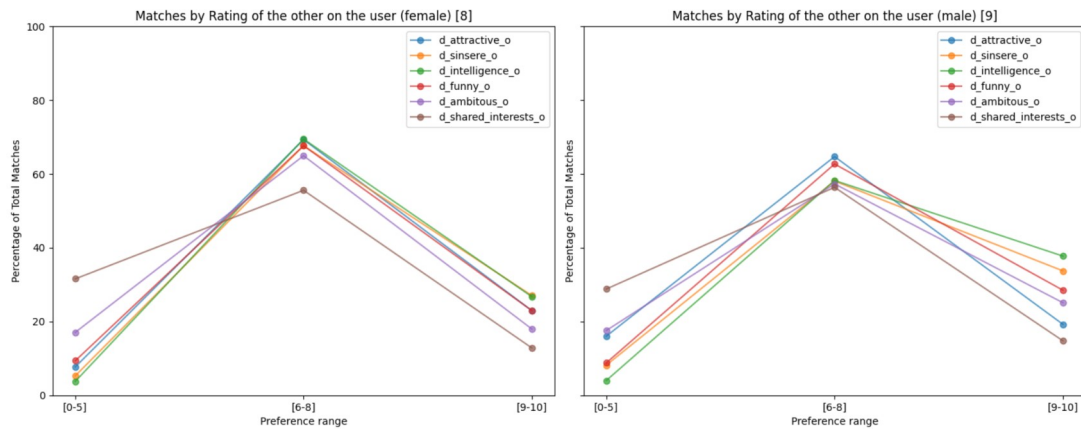 Matches by Rating of the other on the user (female) [8]
100
80
60
40
20
0
Percentage of Total Matches
d_attractive_o
d_sinsere_o
d_intelligence_o
d_funny_o
d_ambitous_o
d_shared_interests_o
[0-5]
[6-8]
[9-10]
Preference range
Matches by Rating of the other on the user (male) [9]
Percentage of Total Matches
d_attractive_o
d_sinsere_o
d_intelligence_o
d_funny_o
d_ambitous_o
d_shared_interests_o
[0-5]
[6-8]
[9-10]
Preference range